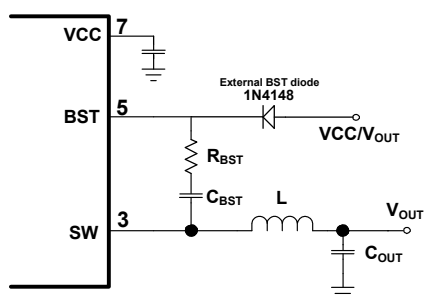 VCC 7
External BST diode
1N4148
BST 5
VCC/VOUT
RBST
CBST
L
VOUT
SW 3
COUT